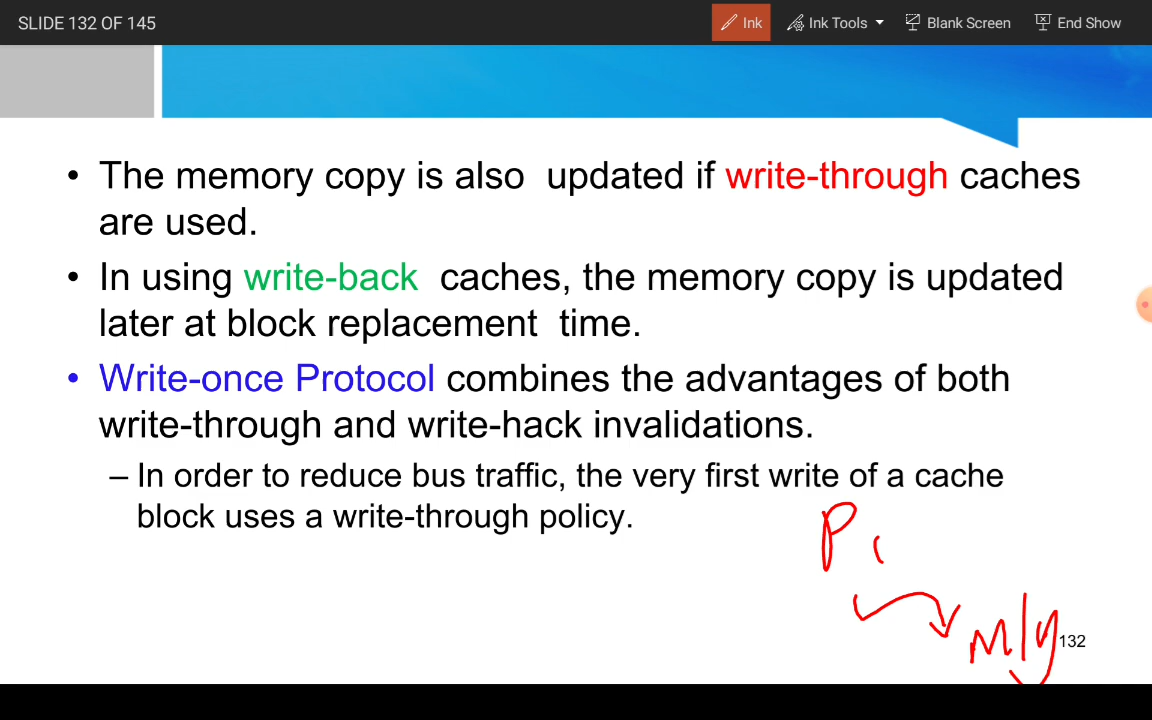 SLIDE 132 OF 145
Ink
Ink Tools
Blank Screen
End Show
• The memory copy is also updated if write-through caches
are used.
• In using write-back caches, the memory copy is updated
later at block replacement time.
• Write-once Protocol combines the advantages of both
write-through and write-hack invalidations.
– In order to reduce bus traffic, the very first write of a cache
block uses a write-through policy.
132